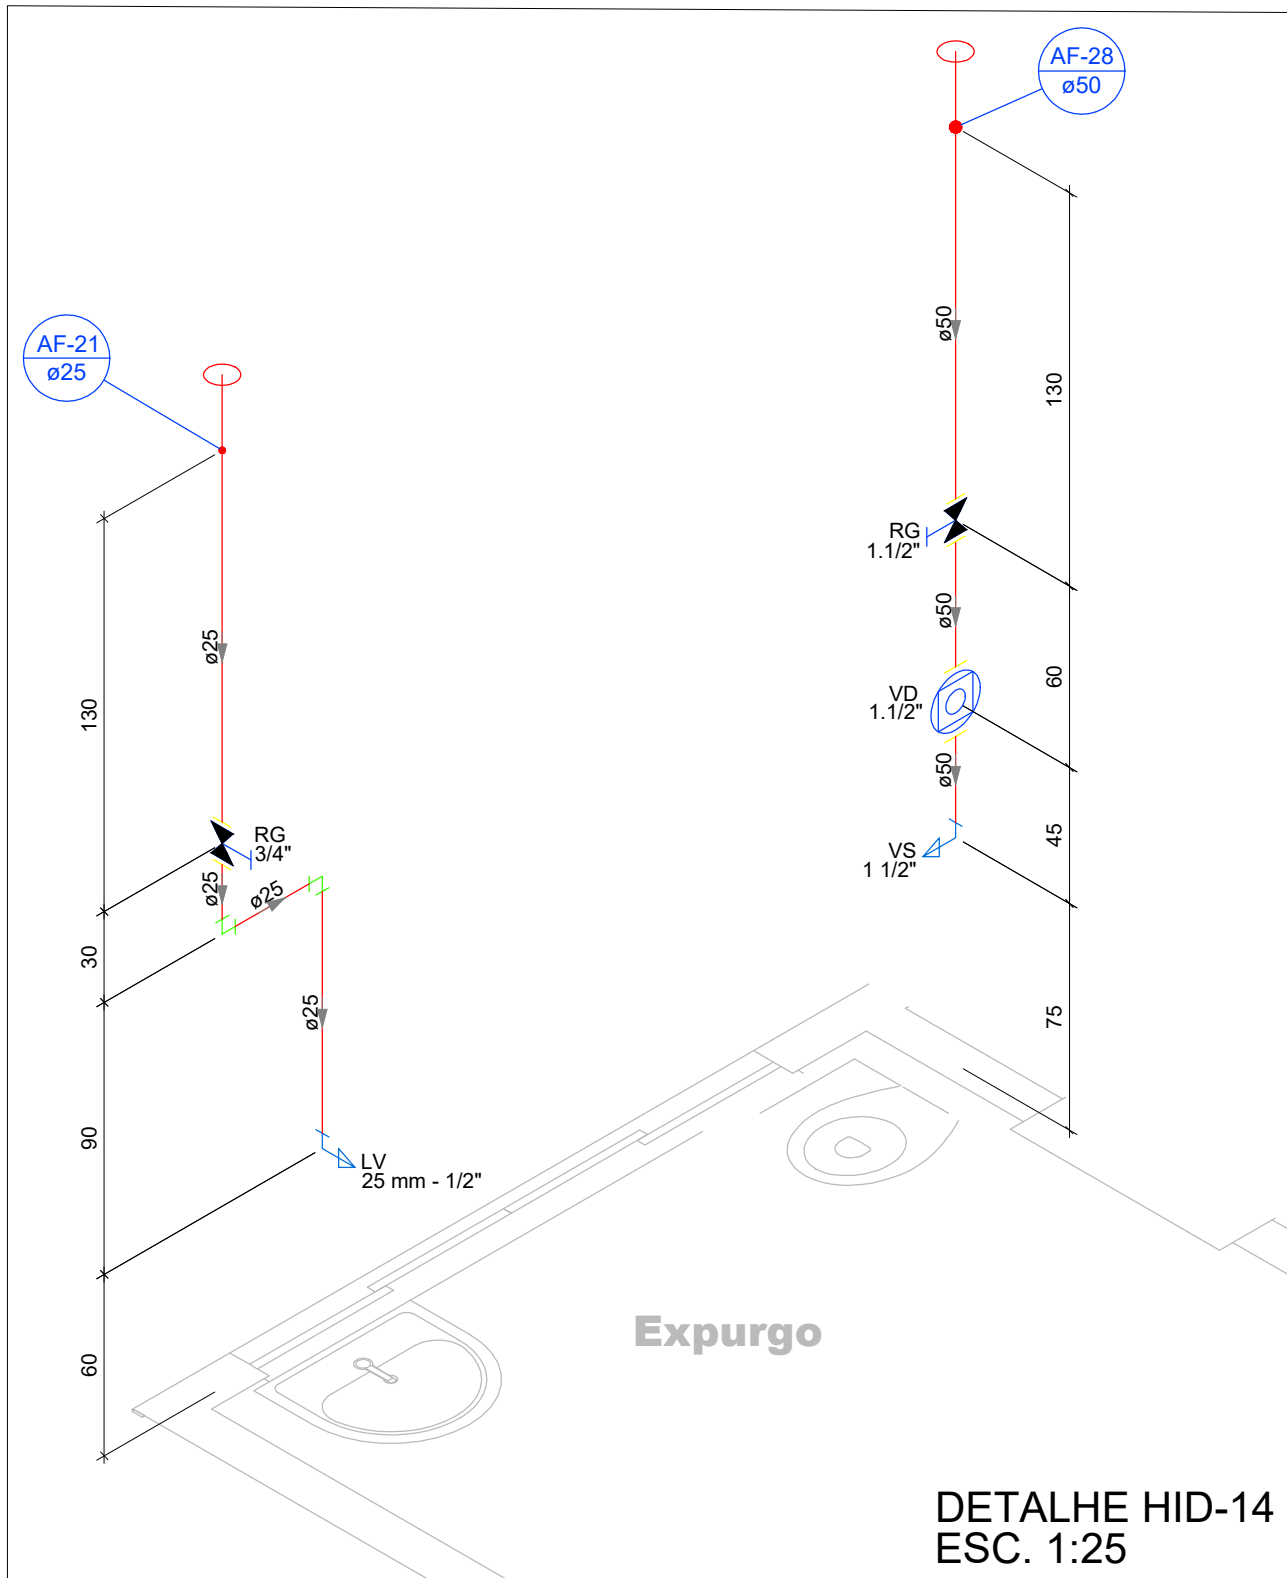 AF-28
ø50
ø50
130
AF-21
ø25
RG
1.1/2"
ø50
60
ø25
VD
1.1/2"
130
ø50
45
RG
3/4"
VS
1 1/2"
ø25
ø25
30
ø25
75
90
LV
25 mm - 1/2"
Expurgo
60
DETALHE HID-14
ESC. 1:25